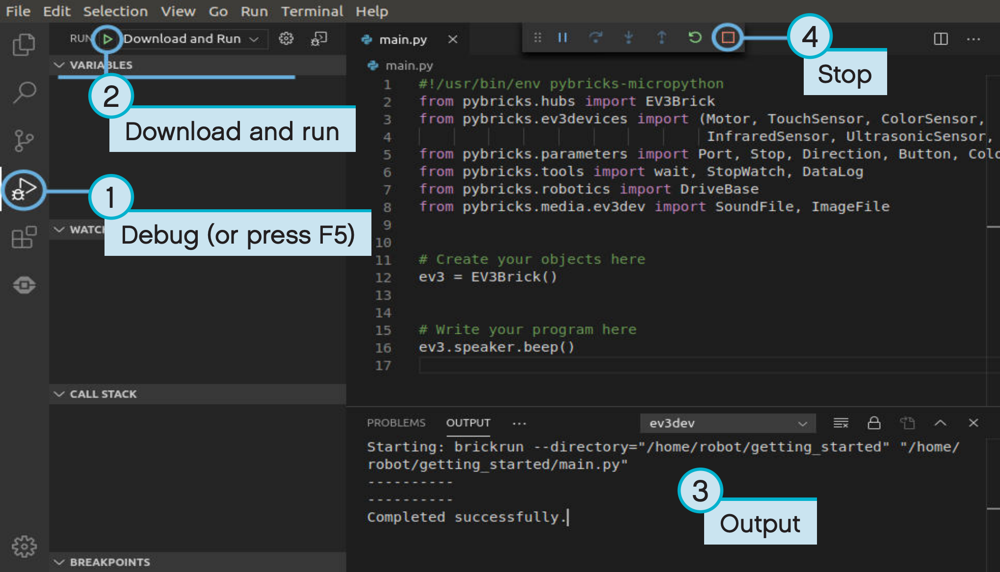 File Edit Selection View Go Run Terminal Help
RUN Download and Run
main.py
4
Stop
VARIABLES
2
Download and run
1
Debug (or press F5)
CALL STACK
BREAKPOINTS
main.py
1 #!/usr/bin/env pybricks-micropython
2 from pybricks.hubs import EV3Brick
3 from pybricks.ev3devices import (Motor, TouchSensor, ColorSensor,
4 InfraredSensor, UltrasonicSensor,
5 from pybricks.parameters import Port, Stop, Direction, Button,
6 from pybricks.tools import wait, StopWatch, DataLog
7 from pybricks.robotics import DriveBase
8 from pybricks.media.ev3dev import SoundFile, ImageFile
9
10
11 # Create your objects here
12 ev3 = EV3Brick()
13
14
15 # Write your program here
16 ev3.speaker.beep()
17
PROBLEMS OUTPUT ··· ev3dev
Starting: brickrun --directory="/home/robot/getting_started" "/home/
robot/getting_started/main.py"
----------
----------
Completed successfully.
3
Output